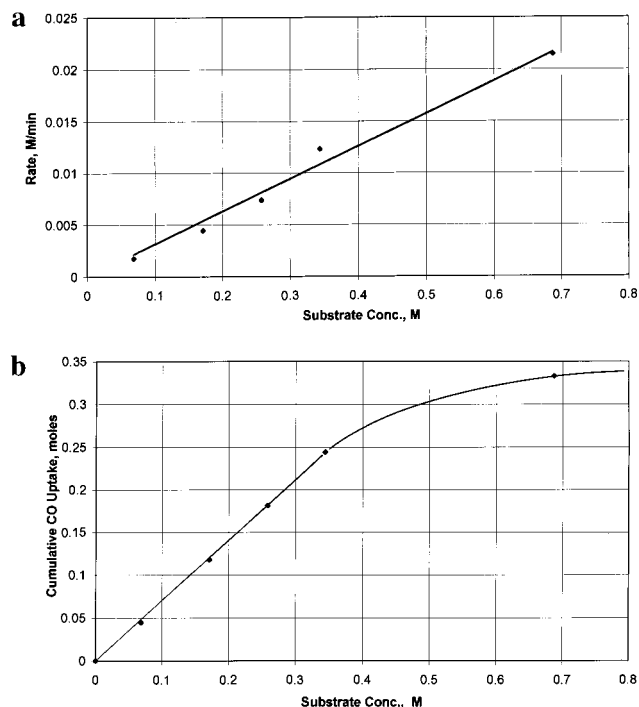 a
0.025
0.02
0.015
0.01
0.005
0
Rate, M/min
0 0.1 0.2 0.3 0.4 0.5 0.6 0.7 0.8
Substrate Conc., M
b
0.35
0.3
0.25
0.2
0.15
0.1
0.05
0
Cumulative CO Uptake, moles
0 0.1 0.2 0.3 0.4 0.5 0.6 0.7 0.8
Substrate Conc., M